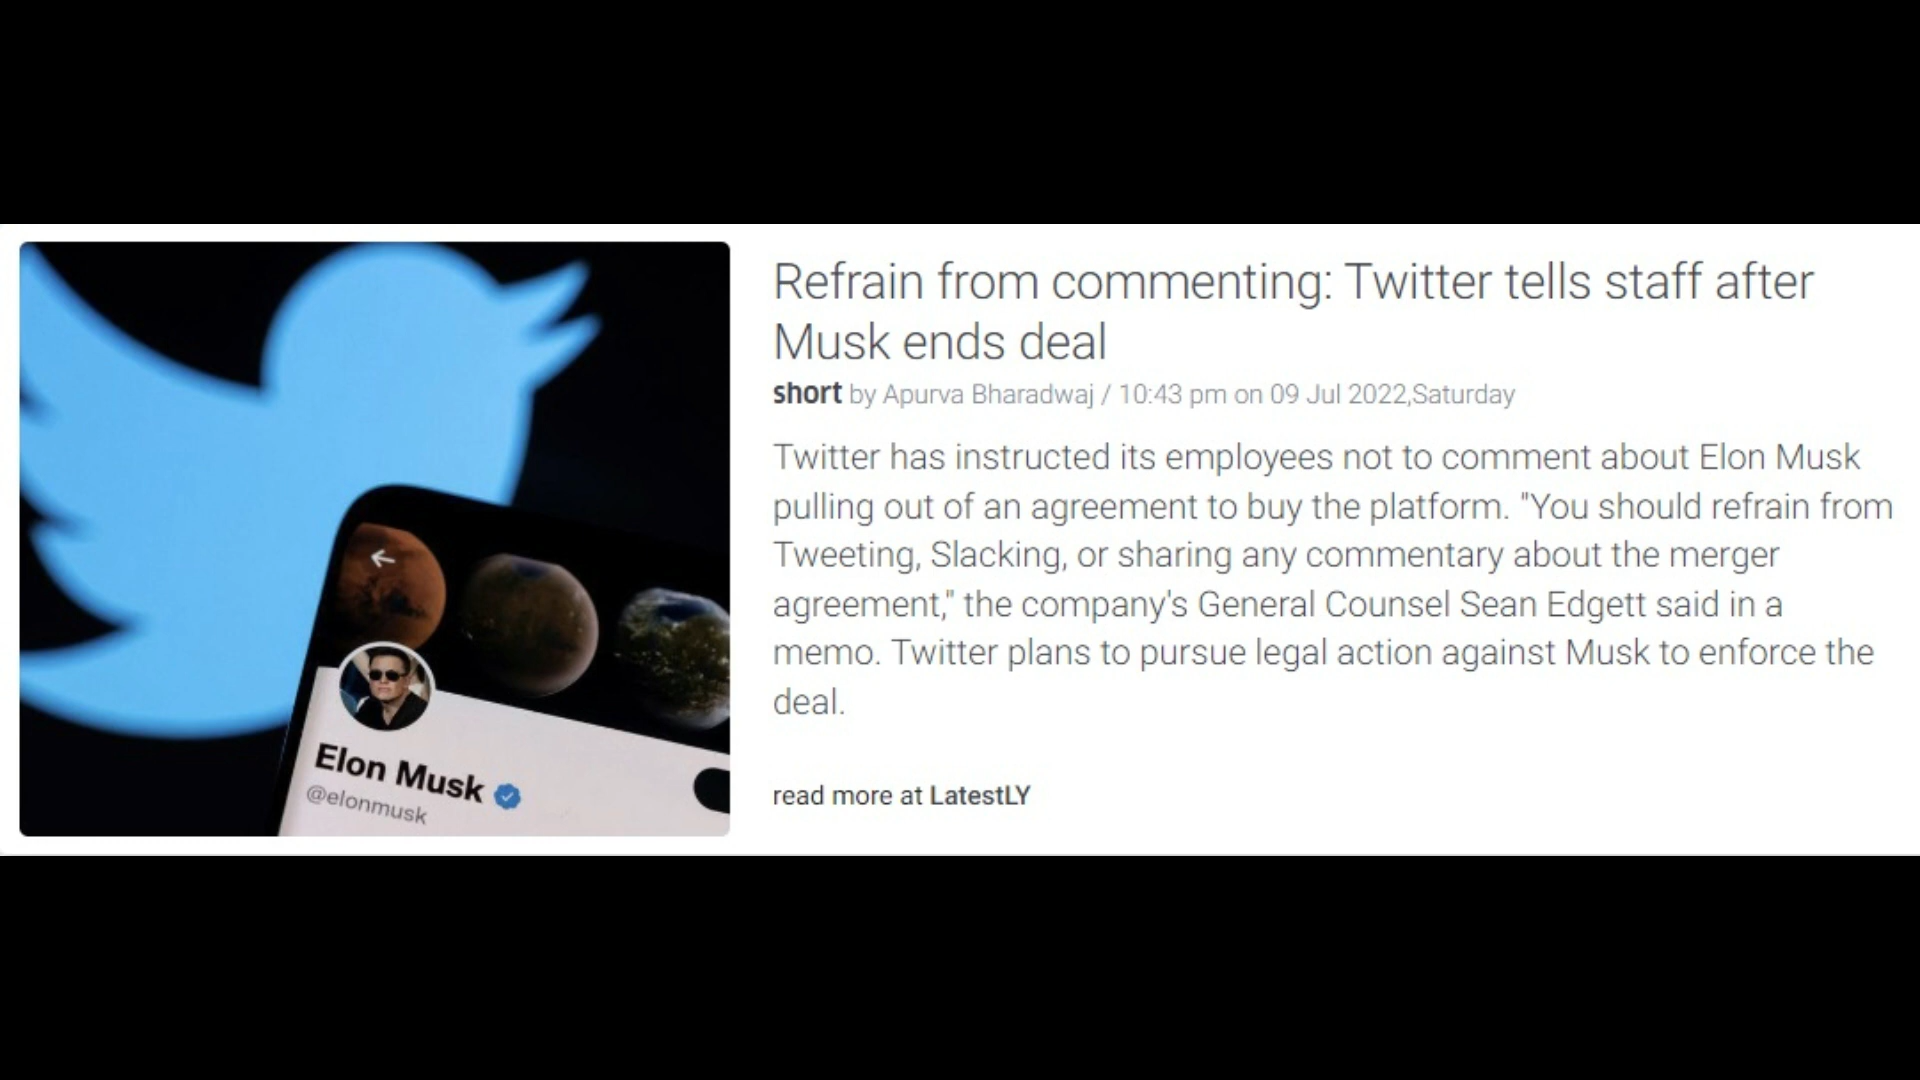 Refrain from commenting: Twitter tells staff after
Musk ends deal
short by Apurva Bharadwaj / 10:43 pm on 09 Jul 2022,Saturday
Twitter has instructed its employees not to comment about Elon Musk
pulling out of an agreement to buy the platform. "You should refrain from
Tweeting, Slacking, or sharing any commentary about the merger
agreement," the company's General Counsel Sean Edgett said in a
memo. Twitter plans to pursue legal action against Musk to enforce the
deal.
read more at LatestLY
Elon Musk
@elonmusk